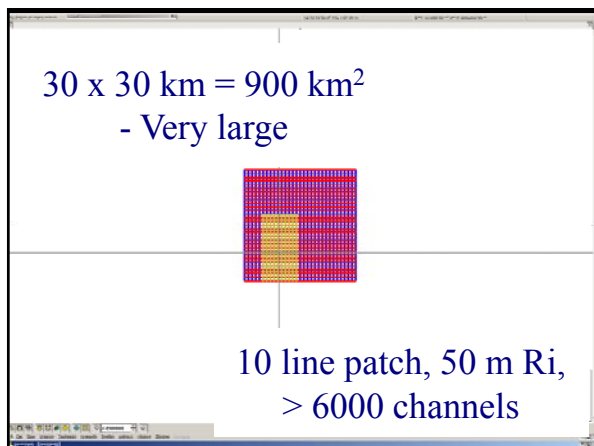 30 x 30 km = 900 km²
- Very large
10 line patch, 50 m Ri,
> 6000 channels